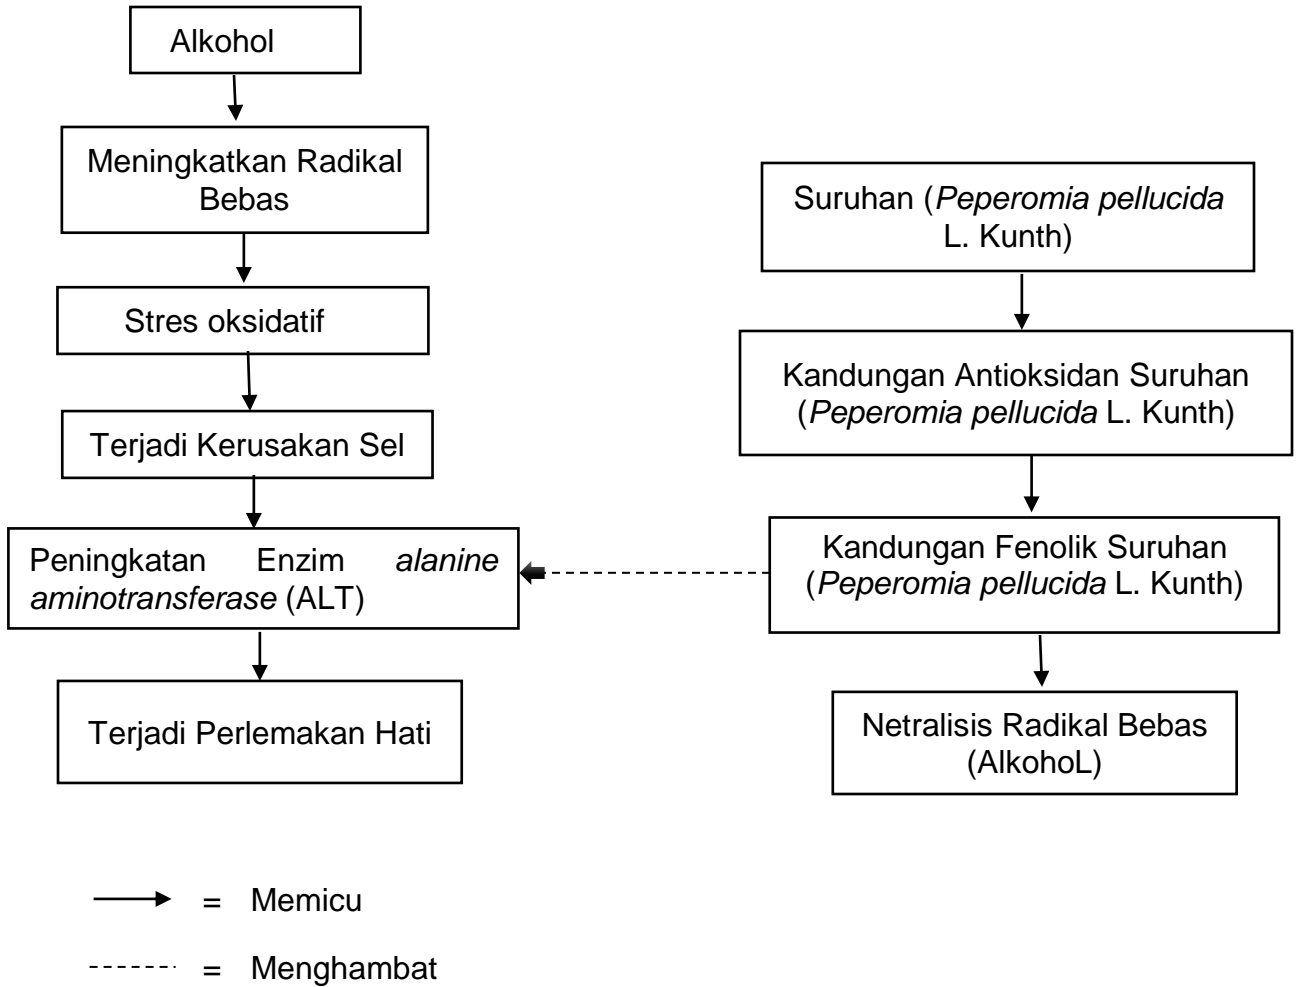 Alkohol
Meningkatkan Radikal
Bebas
Stres oksidatif
Terjadi Kerusakan Sel
Peningkatan Enzim alanine
aminotransferase (ALT)
Terjadi Perlemakan Hati
Suruhan (Peperomia pellucida
L. Kunth)
Kandungan Antioksidan Suruhan
(Peperomia pellucida L. Kunth)
Kandungan Fenolik Suruhan
(Peperomia pellucida L. Kunth)
Netralisis Radikal Bebas
(AlkohoL)
= Memicu
= Menghambat